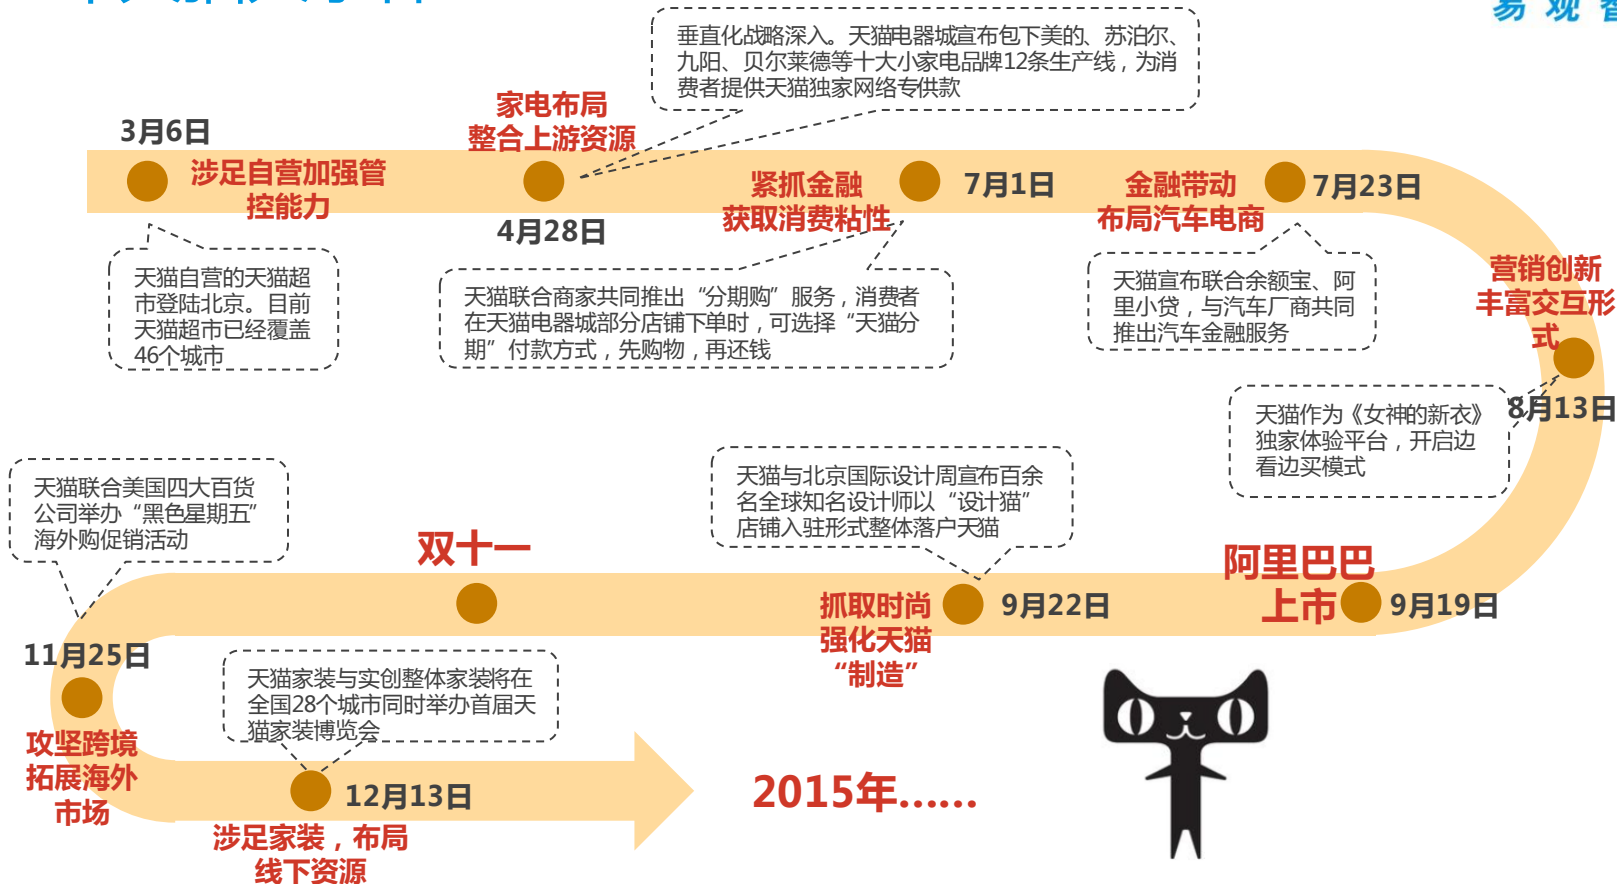 易观智
垂直化战略深入。天猫电器城宣布包下美的、苏泊尔、
九阳、贝尔莱德等十大小家电品牌12条生产线，为消
费者提供天猫独家网络专供款
3月6日
涉足自营加强管
控能力
天猫自营的天猫超
市登陆北京。目前
天猫超市已经覆盖
46个城市
家电布局
整合上游资源
4月28日
紧抓金融
获取消费粘性
7月1日
天猫联合商家共同推出“分期购”服务，消费者
在天猫电器城部分店铺下单时，可选择“天猫分
期”付款方式，先购物，再还钱
金融带动
布局汽车电商
7月23日
天猫宣布联合余额宝、阿
里小贷，与汽车厂商共同
推出汽车金融服务
营销创新
丰富交互形
式
8月13日
天猫作为《女神的新衣》
独家体验平台，开启边
看边买模式
阿里巴巴
上市
9月19日
天猫与北京国际设计周宣布百余
名全球知名设计师以“设计猫”
店铺入驻形式整体落户天猫
抓取时尚
强化天猫
“制造”
9月22日
双十一
天猫联合美国四大百货
公司举办“黑色星期五”
海外购促销活动
11月25日
攻坚跨境
拓展海外
市场
天猫家装与实创整体家装将在
全国28个城市同时举办首届天
猫家装博览会
12月13日
涉足家装，布局
线下资源
2015年……